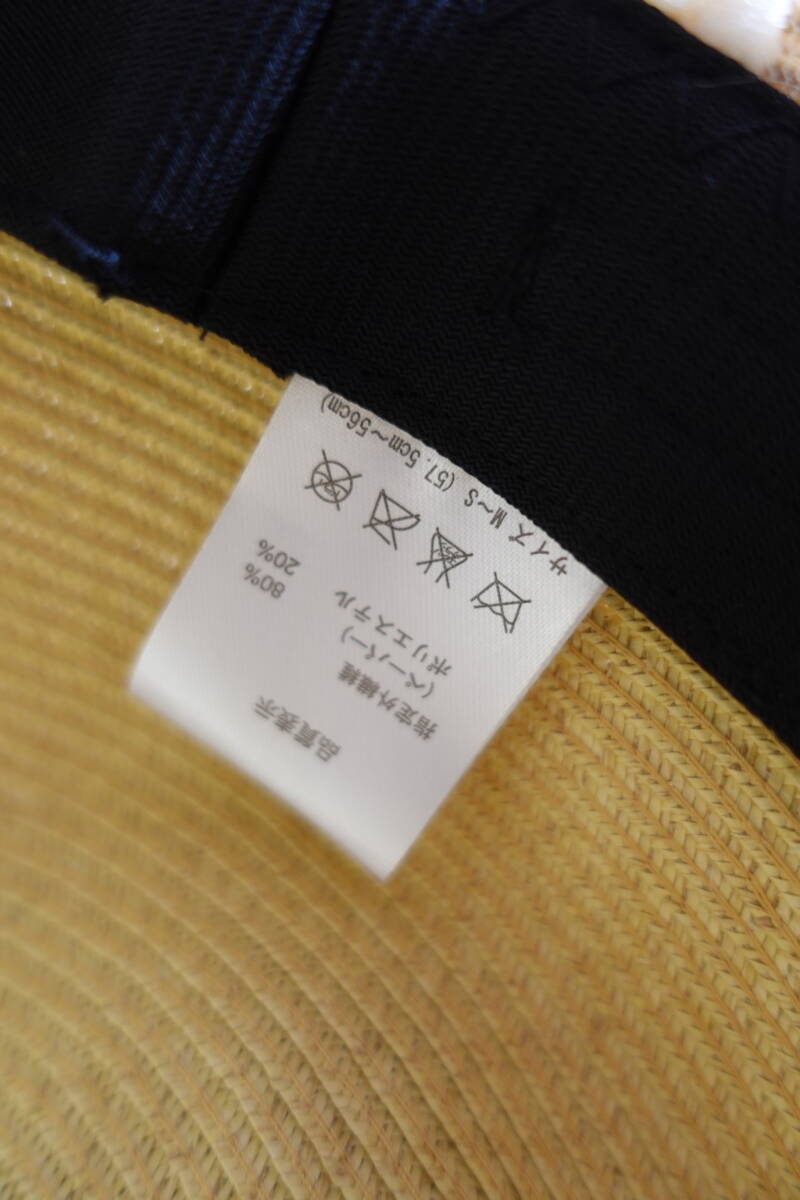 品質表示
指定外繊維
(ペーパー) 80%
ポリエステル 20%
サイズ M~S (57.5cm~56cm)